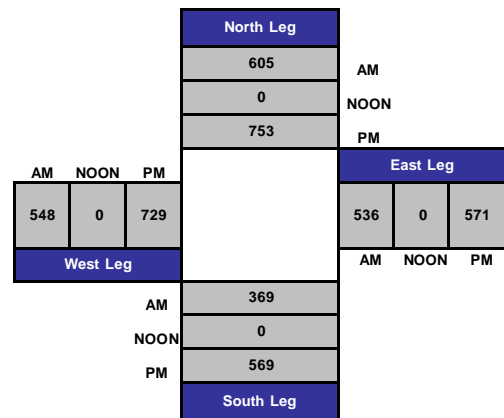 North Leg
605
AM
0
NOON
753
PM
East Leg
AM NOON PM
548 0 729
536 0 571
West Leg
AM NOON PM
AM
369
NOON
0
PM
569
South Leg